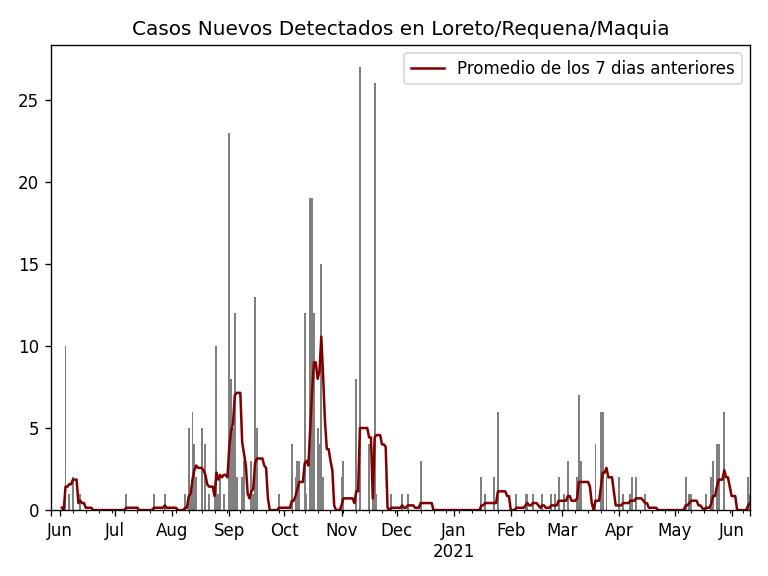 Casos Nuevos Detectados en Loreto/Requena/Maquia
Promedio de los 7 dias anteriores
25
20
15
10
5
0
Jun Jul Aug Sep Oct Nov Dec Jan Feb Mar Apr May Jun
2021